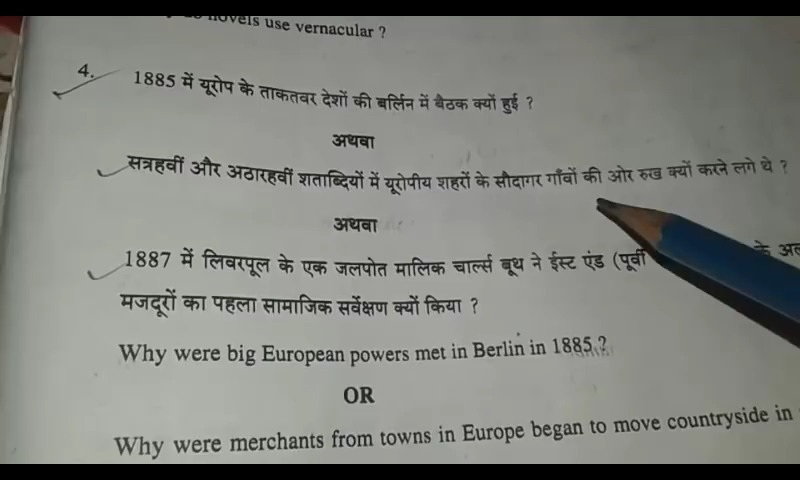 novels use vernacular ?
4. 1885 में यूरोप के ताकतवर देशों की बर्लिन में बैठक क्यों हुई ?
अथवा
सत्रहवीं और अठारहवीं शताब्दियों में यूरोपीय शहरों के सौदागर गाँवों की ओर रुख क्यों करने लगे थे ?
अथवा
1887 में लिवरपूल के एक जलपोत मालिक चार्ल्स बूथ ने ईस्ट एंड (पूर्वी के
मजदूरों का पहला सामाजिक सर्वेक्षण क्यों किया ?
Why were big European powers met in Berlin in 1885 ?
OR
Why were merchants from towns in Europe began to move countryside in